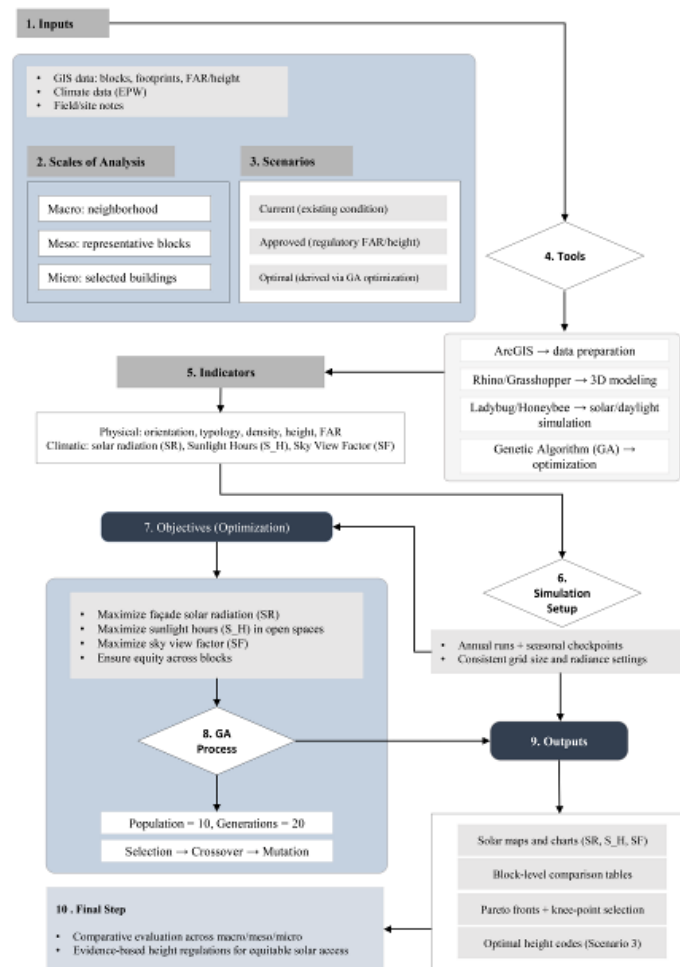 1. Inputs
• GIS data: blocks, footprints, FAR/height
• Climate data (EPW)
• Field/site notes
2. Scales of Analysis
Macro: neighborhood
Meso: representative blocks
Micro: selected buildings
3. Scenarios
Current (existing condition)
Approved (regulatory FAR/height)
Optimal (derived via GA optimization)
4. Tools
ArcGIS → data preparation
Rhino/Grasshopper → 3D modeling
Ladybug/Honeybee → solar/daylight
simulation
Genetic Algorithm (GA) →
optimization
5. Indicators
Physical: orientation, typology, density, height, FAR
Climatic: solar radiation (SR), Sunlight Hours (S_H), Sky View Factor (SF)
6.
Simulation
Setup
• Annual runs + seasonal checkpoints
• Consistent grid size and radiance settings
7. Objectives (Optimization)
• Maximize façade solar radiation (SR)
• Maximize sunlight hours (S_H) in open spaces
• Maximize sky view factor (SF)
• Ensure equity across blocks
8. GA
Process
Population = 10, Generations = 20
Selection → Crossover → Mutation
9. Outputs
Solar maps and charts (SR, S_H, SF)
Block-level comparison tables
Pareto fronts + knee-point selection
Optimal height codes (Scenario 3)
10 . Final Step
• Comparative evaluation across macro/meso/micro
• Evidence-based height regulations for equitable solar access